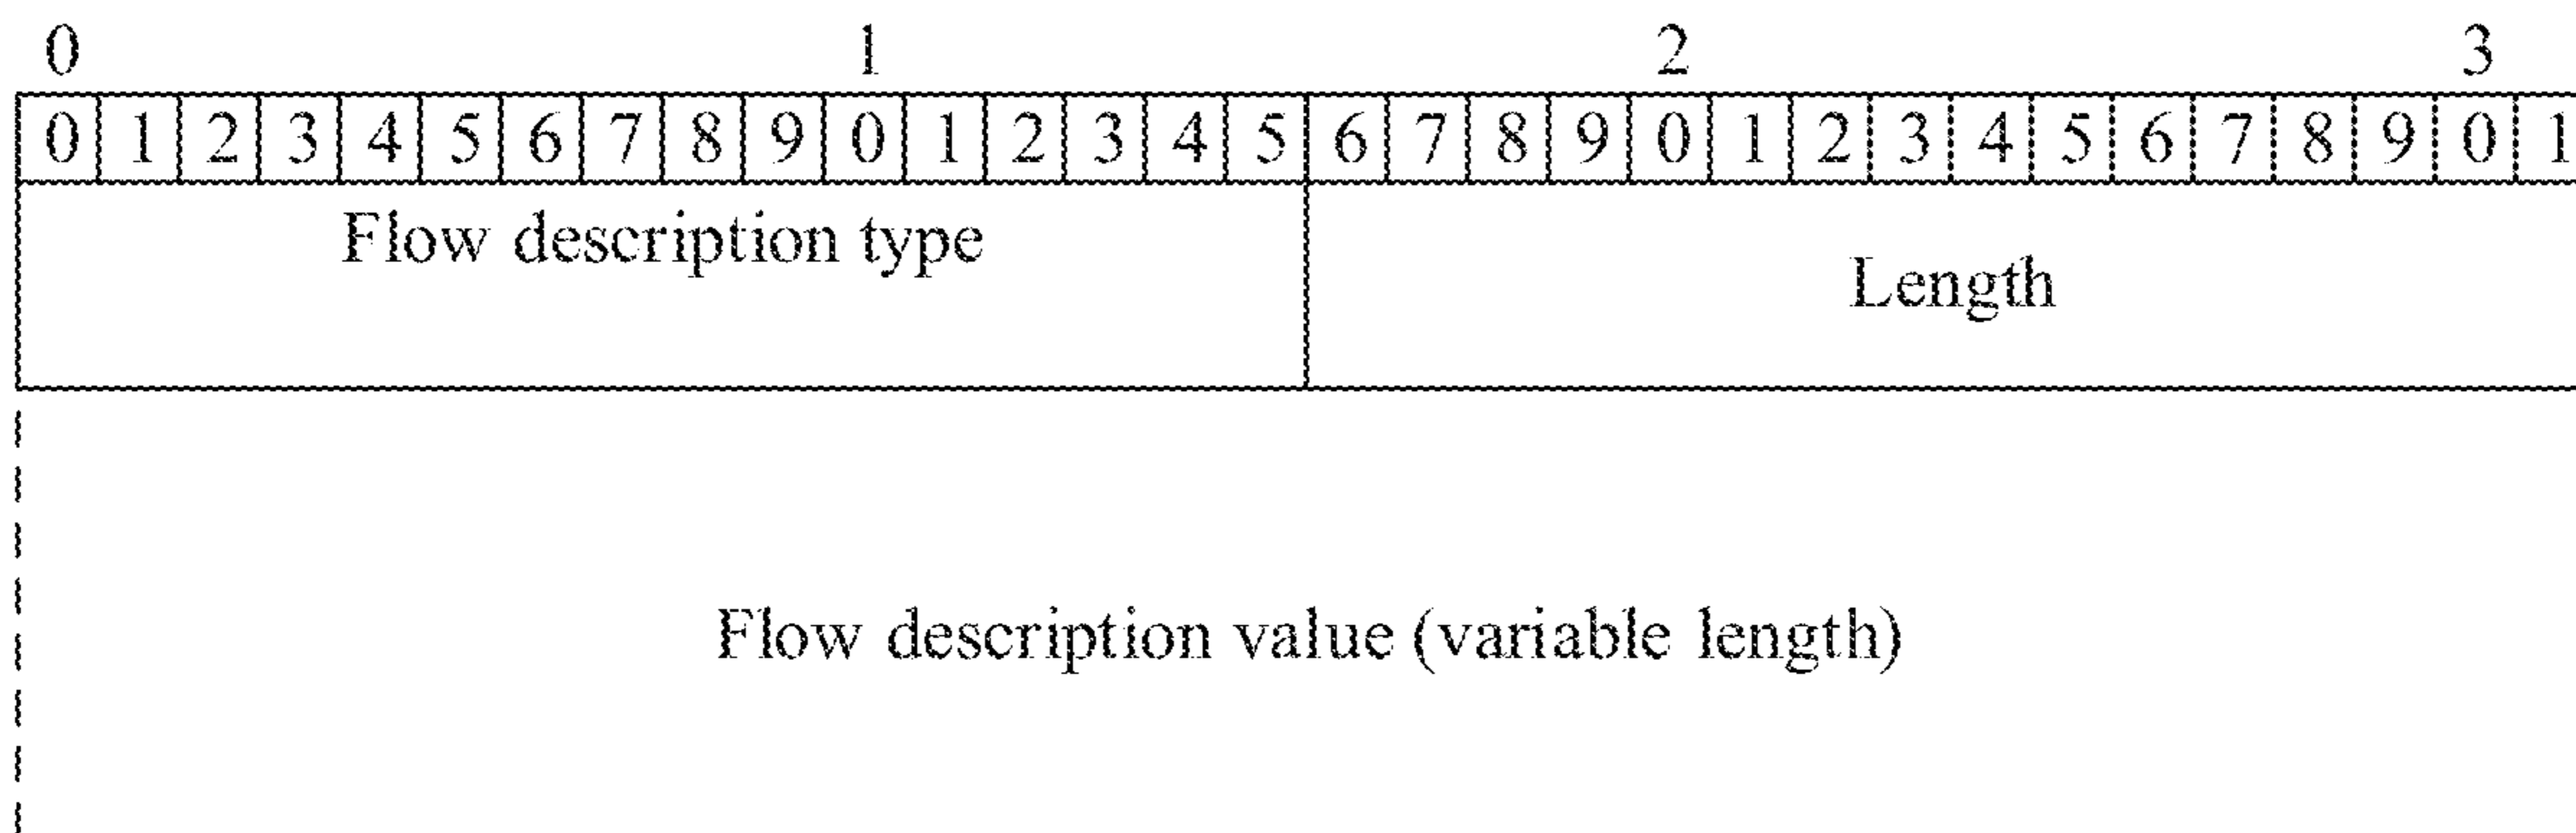 0 1 2 3
0 1 2 3 4 5 6 7 8 9 0 1 2 3 4 5 6 7 8 9 0 1 2 3 4 5 6 7 8 9 0 1
Flow description type
Length
Flow description value (variable length)